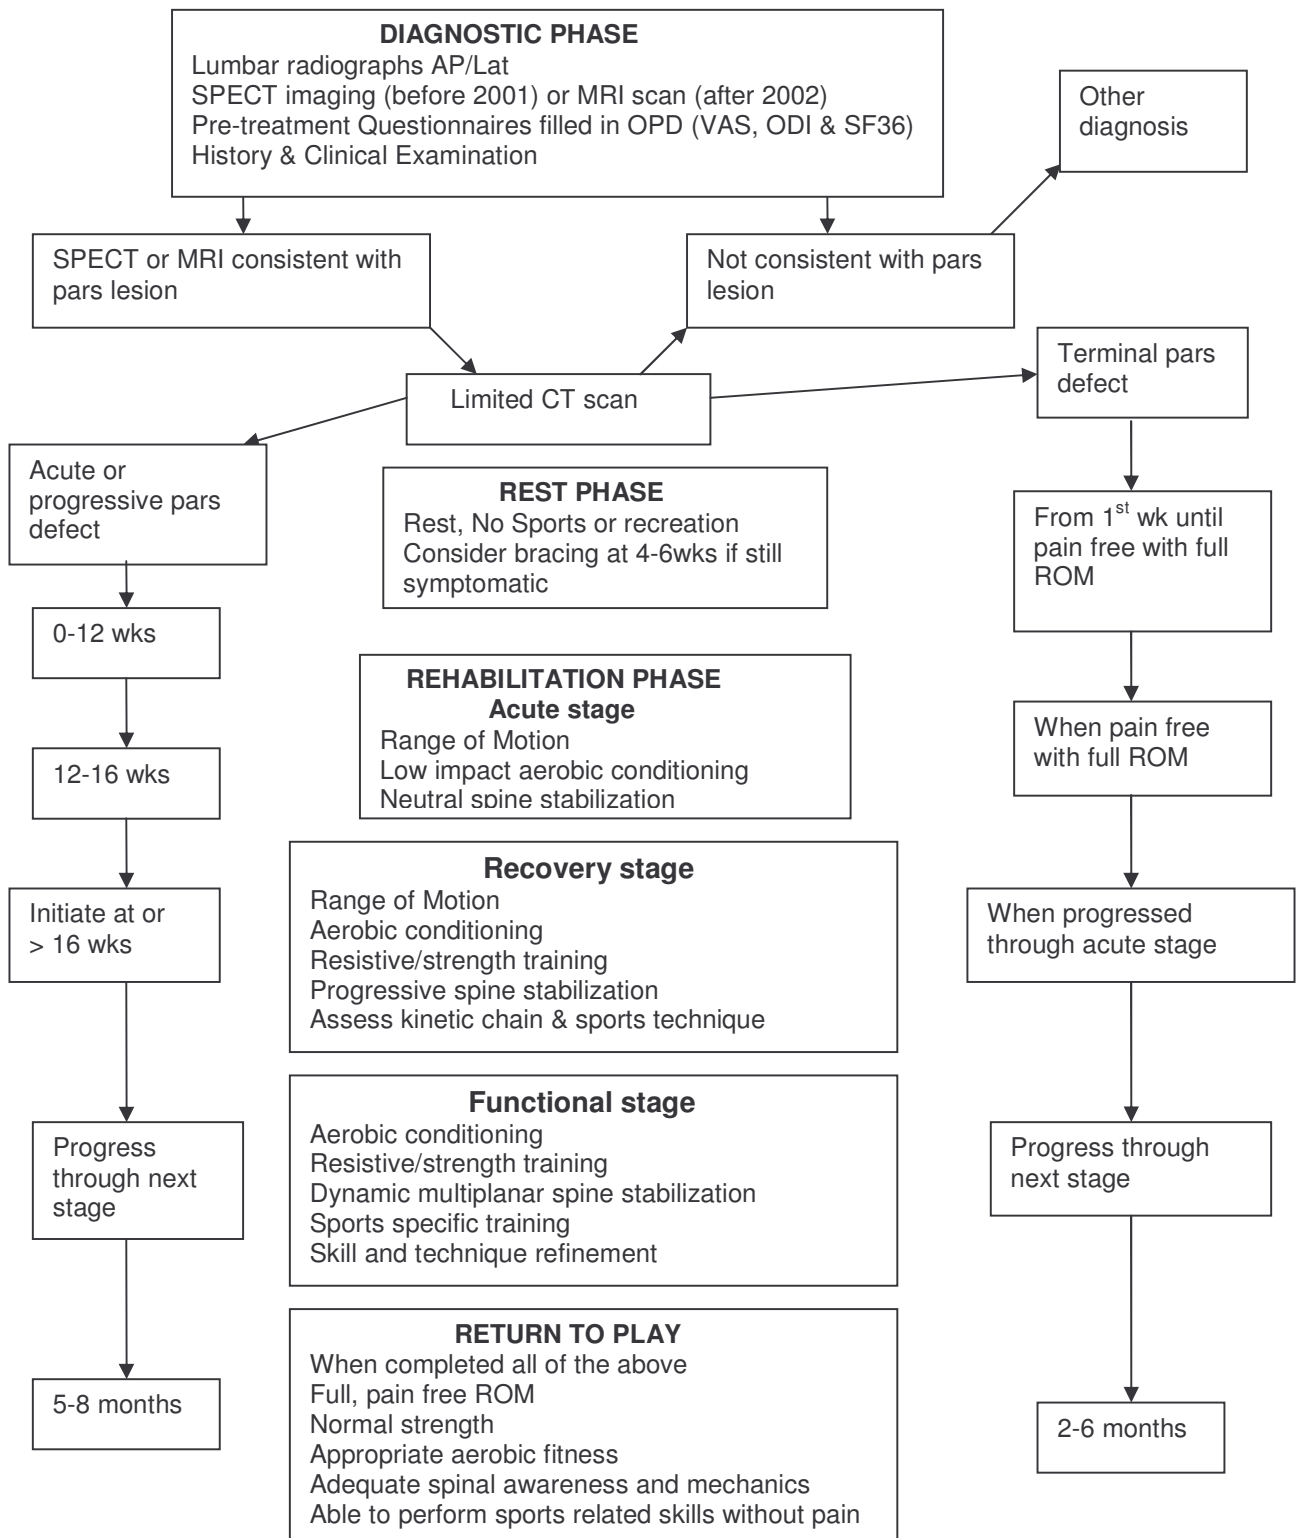 DIAGNOSTIC PHASE
Lumbar radiographs AP/Lat
SPECT imaging (before 2001) or MRI scan (after 2002)
Pre-treatment Questionnaires filled in OPD (VAS, ODI & SF36)
History & Clinical Examination
Other
diagnosis
SPECT or MRI consistent with
pars lesion
Not consistent with pars
lesion
Limited CT scan
Terminal pars
defect
Acute or
progressive pars
defect
REST PHASE
Rest, No Sports or recreation
Consider bracing at 4-6wks if still
symptomatic
From 1st wk until
pain free with full
ROM
0-12 wks
REHABILITATION PHASE
Acute stage
Range of Motion
Low impact aerobic conditioning
Neutral spine stabilization
When pain free
with full ROM
12-16 wks
Recovery stage
Range of Motion
Aerobic conditioning
Resistive/strength training
Progressive spine stabilization
Assess kinetic chain & sports technique
Initiate at or
> 16 wks
When progressed
through acute stage
Functional stage
Aerobic conditioning
Resistive/strength training
Dynamic multiplanar spine stabilization
Sports specific training
Skill and technique refinement
Progress
through next
stage
Progress through
next stage
RETURN TO PLAY
When completed all of the above
Full, pain free ROM
Normal strength
Appropriate aerobic fitness
Adequate spinal awareness and mechanics
Able to perform sports related skills without pain
5-8 months
2-6 months